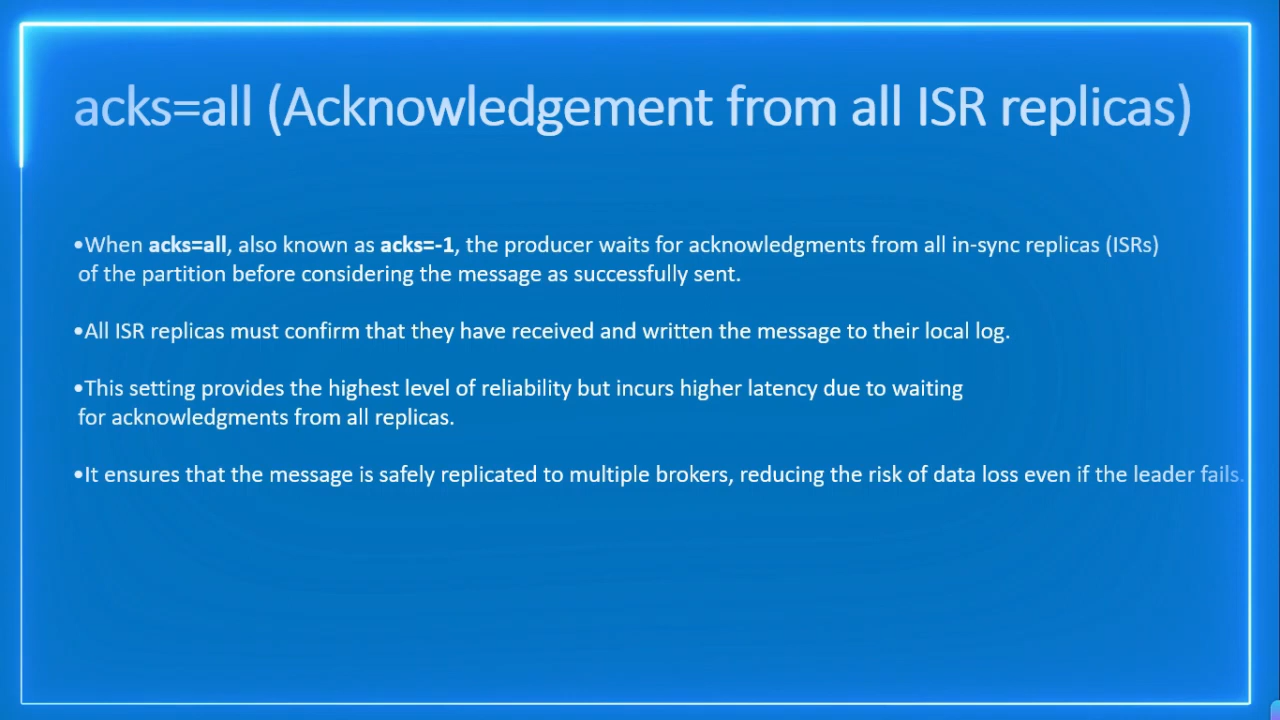 acks=all (Acknowledgement from all ISR replicas)
•When acks=all, also known as acks=-1, the producer waits for acknowledgments from all in-sync replicas (ISRs)
of the partition before considering the message as successfully sent.
•All ISR replicas must confirm that they have received and written the message to their local log.
•This setting provides the highest level of reliability but incurs higher latency due to waiting
for acknowledgments from all replicas.
•It ensures that the message is safely replicated to multiple brokers, reducing the risk of data loss even if the leader fails.